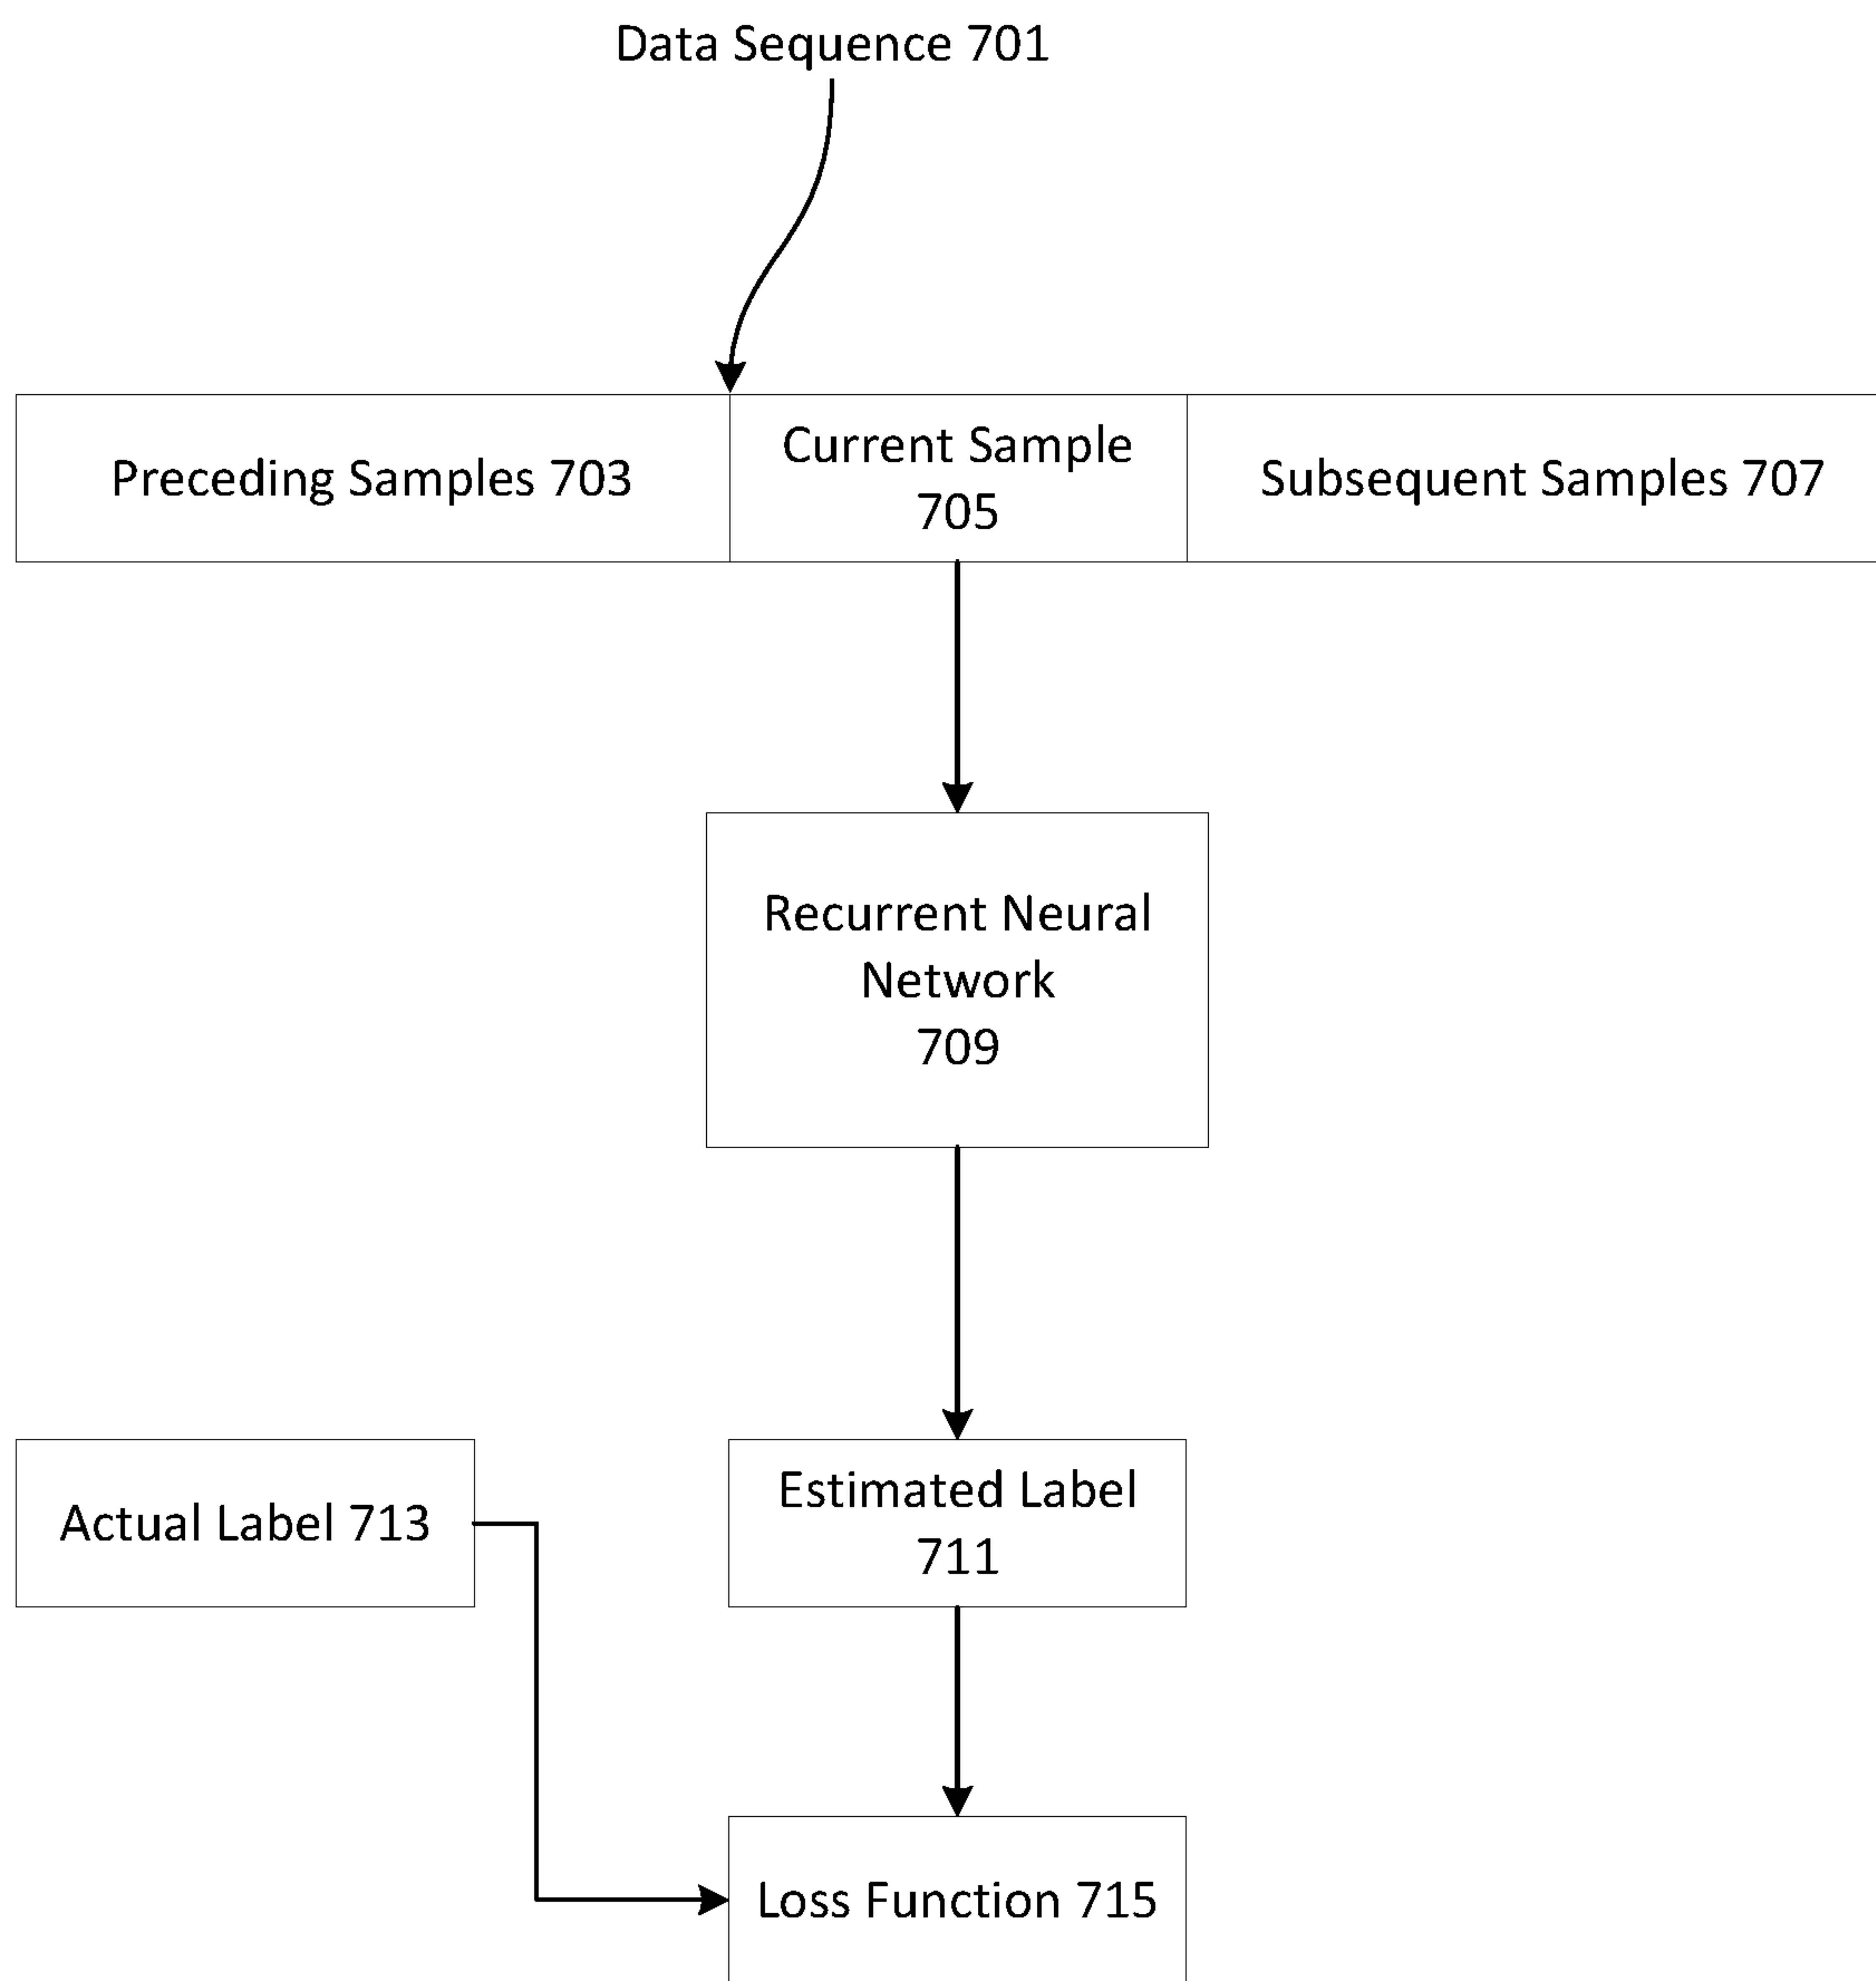 Data Sequence 701
Preceding Samples 703
Current Sample
705
Subsequent Samples 707
Recurrent Neural
Network
709
Actual Label 713
Estimated Label
711
Loss Function 715